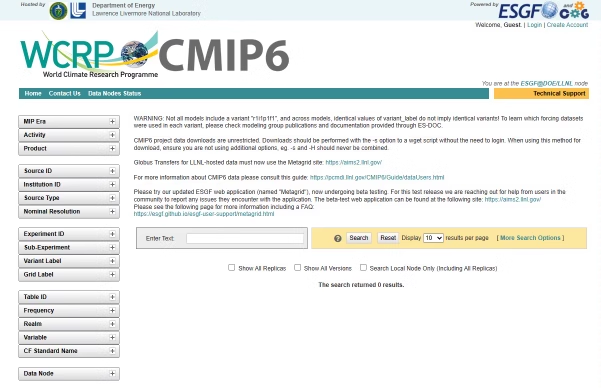 Hosted by
Department of Energy
Lawrence Livermore National Laboratory
Powered by
ESGF
and
COG
Welcome, Guest. | Login | Create Account
WCRP CMIP6
World Climate Research Programme
You are at the ESGF@DOE/LLNL node
Home Contact Us Data Nodes Status
Technical Support
MIP Era +
Activity +
Product +
Source ID +
Institution ID +
Source Type +
Nominal Resolution +
Experiment ID +
Sub-Experiment +
Variant Label +
Grid Label +
Table ID +
Frequency +
Realm +
Variable +
CF Standard Name +
Data Node +
WARNING: Not all models include a variant "r1i1p1f1", and across models, identical values of variant_label do not imply identical variants! To learn which forcing datasets
were used in each variant, please check modeling group publications and documentation provided through ES-DOC.
CMIP6 project data downloads are unrestricted. Downloads should be performed with the -s option to a wget script without the need to login. When using this method for
download, ensure you are not using additional options, eg. -s and -H should never be combined.
Globus Transfers for LLNL-hosted data must now use the Metagrid site. https://aims2.llnl.gov/
For more information about CMIP6 data please consult this guide: https://pcmdi.llnl.gov/CMIP6/Guide/dataUsers.html
Please try our updated ESGF web application (named "Metagrid"), now undergoing beta testing. For this test release we are reaching out for help from users in the
community to report any issues they encounter with the application. The beta-test web application can be found at the following site: https://aims2.llnl.gov/
Please see the following page for more information including a FAQ:
https://esgf.github.io/esgf-user-support/metagrid.html
Enter Text:
? Search Reset Display 10 results per page [ More Search Options ]
Show All Replicas Show All Versions Search Local Node Only (Including All Replicas)
The search returned 0 results.